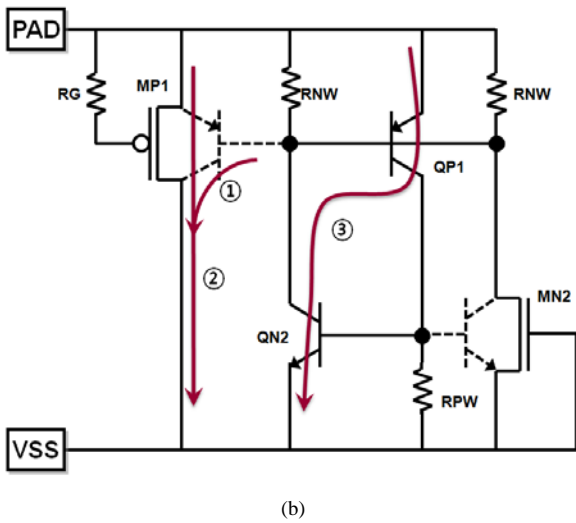 PAD
RG
MP1
RNW
RNW
QP1
①
②
③
QN2
MN2
RPW
VSS
(b)